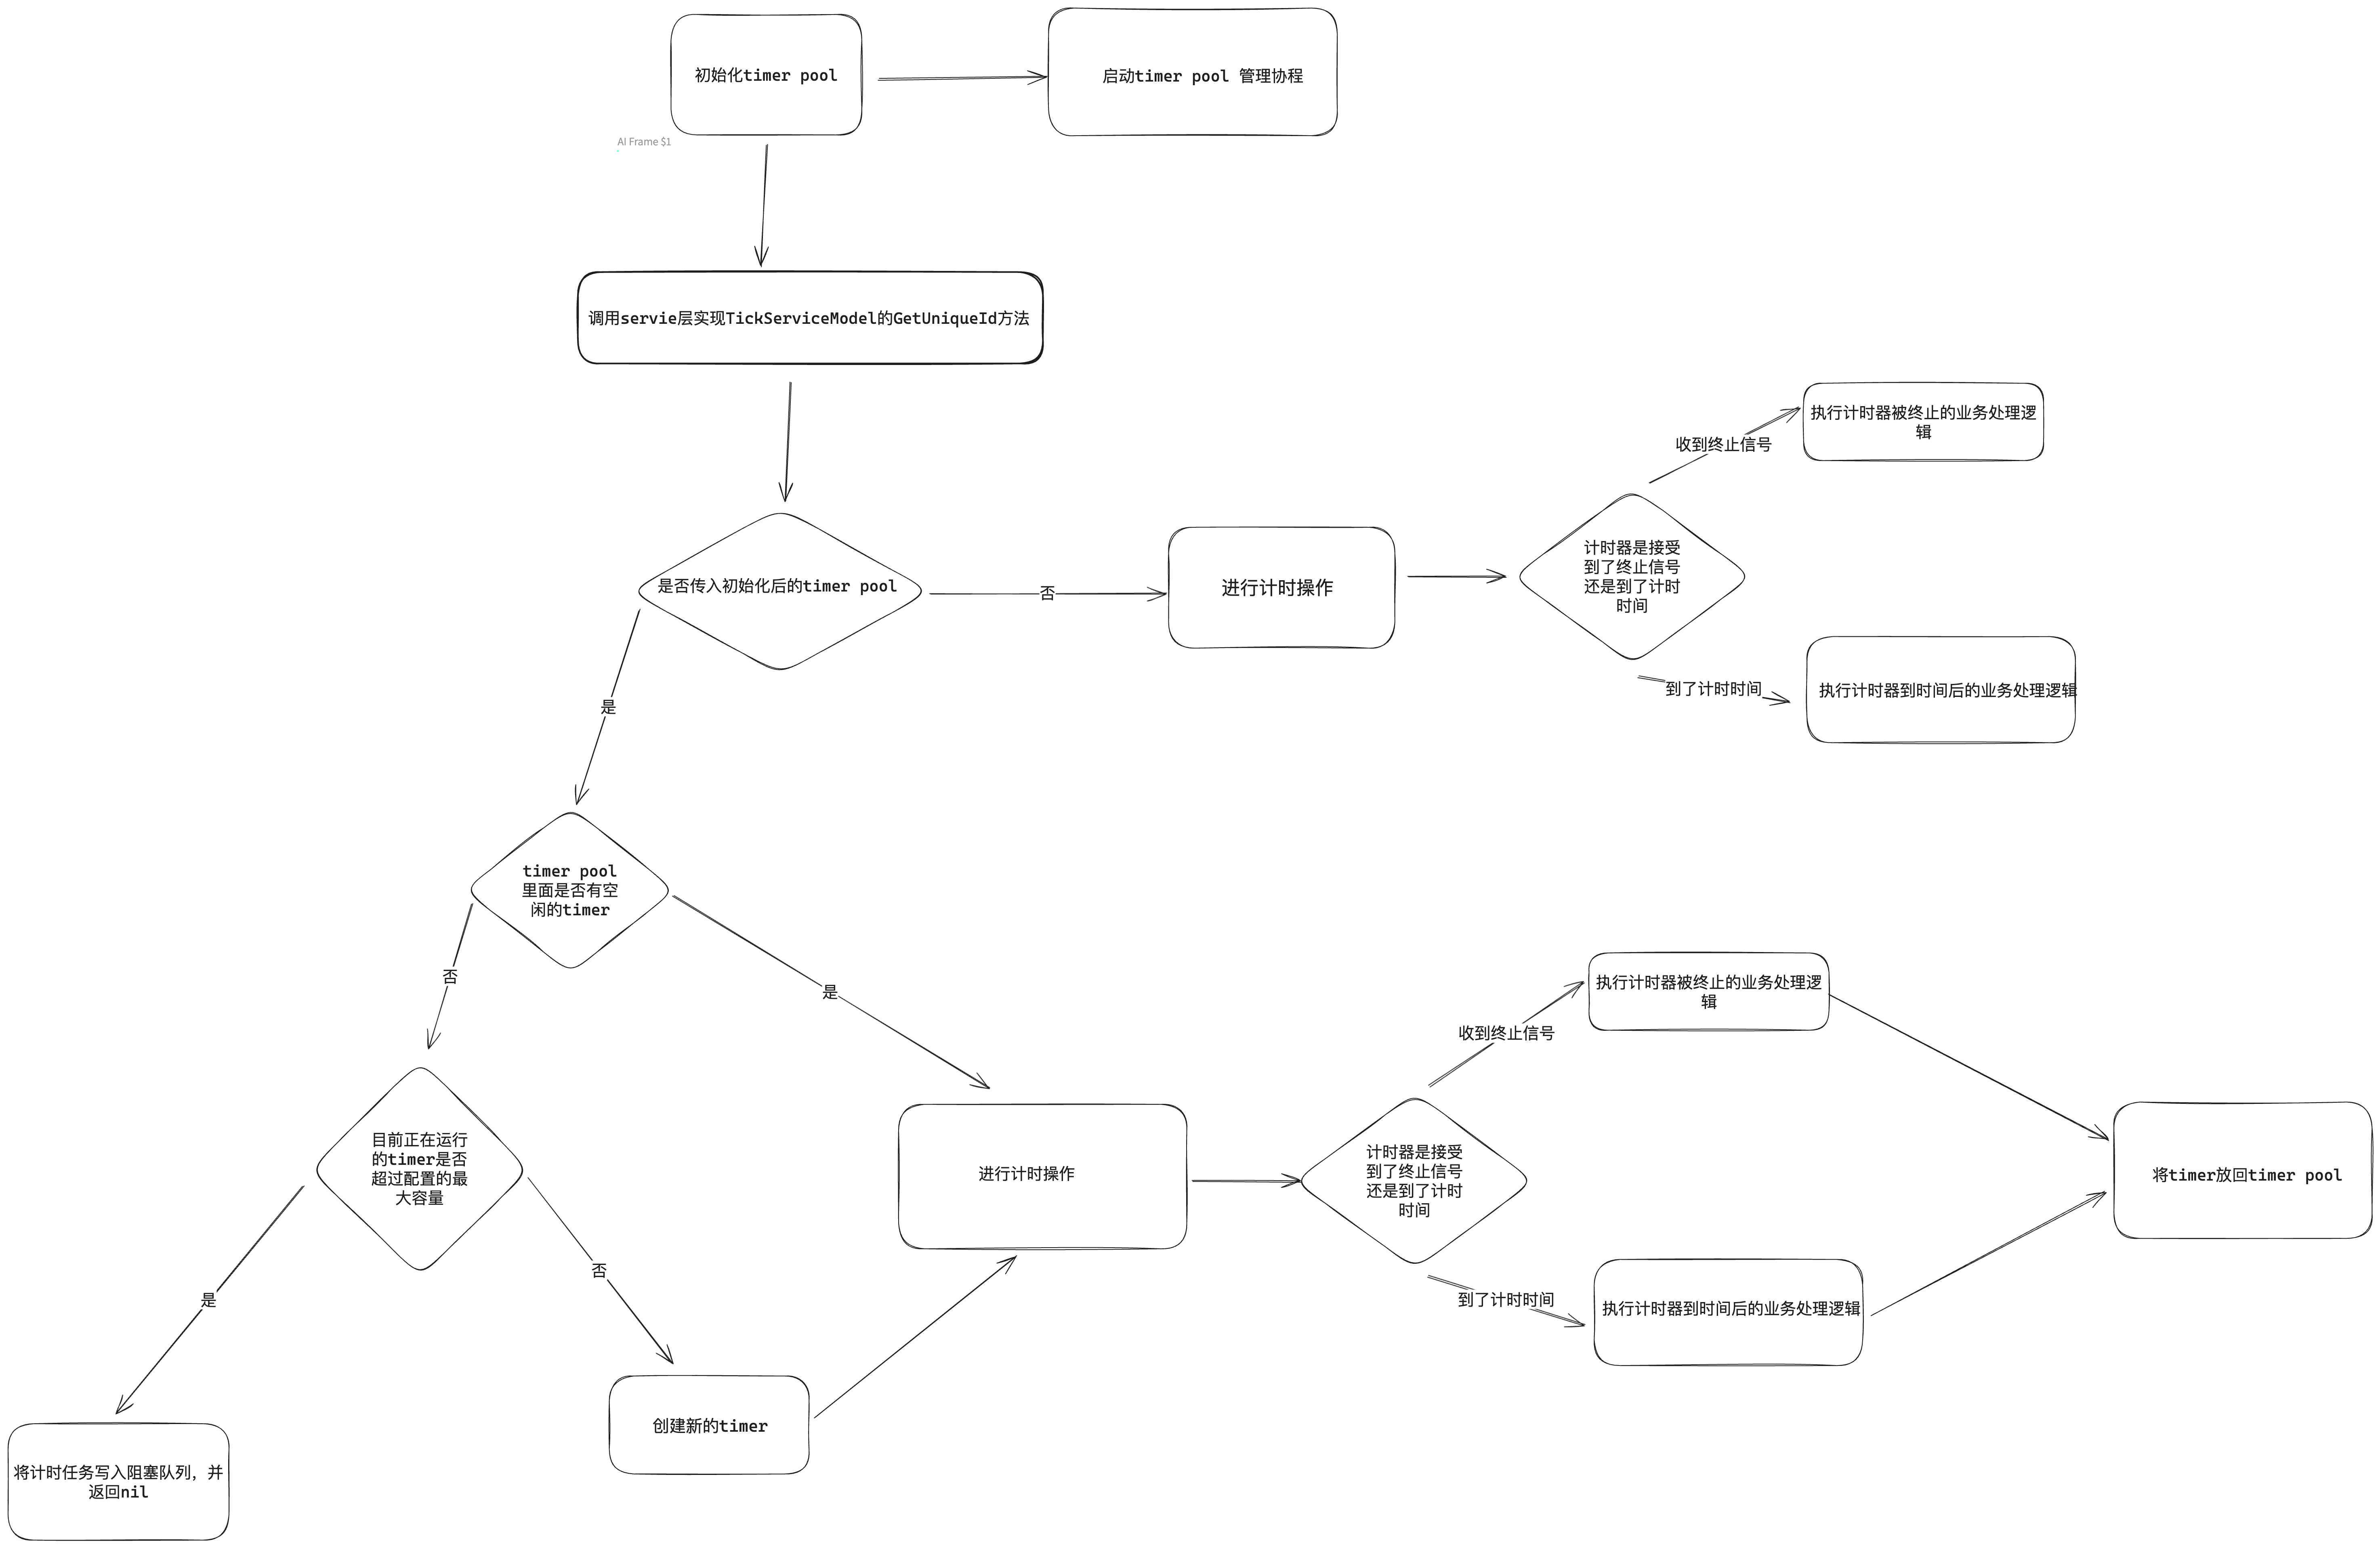 初始化timer pool
启动timer pool 管理协程
AI Frame $1
调用servie层实现TickServiceModel的GetUniqueId方法
执行计时器被终止的业务处理逻
辑
收到终止信号
是否传入初始化后的timer pool
否
进行计时操作
计时器是接受
到了终止信号
还是到了计时
时间
到了计时时间
执行计时器到时间后的业务处理逻辑
是
timer pool
里面是否有空
闲的timer
否
是
执行计时器被终止的业务处理逻
辑
收到终止信号
目前正在运行
的timer是否
超过配置的最
大容量
进行计时操作
计时器是接受
到了终止信号
还是到了计时
时间
将timer放回timer pool
否
是
到了计时时间
执行计时器到时间后的业务处理逻辑
创建新的timer
将计时任务写入阻塞队列，并
返回nil